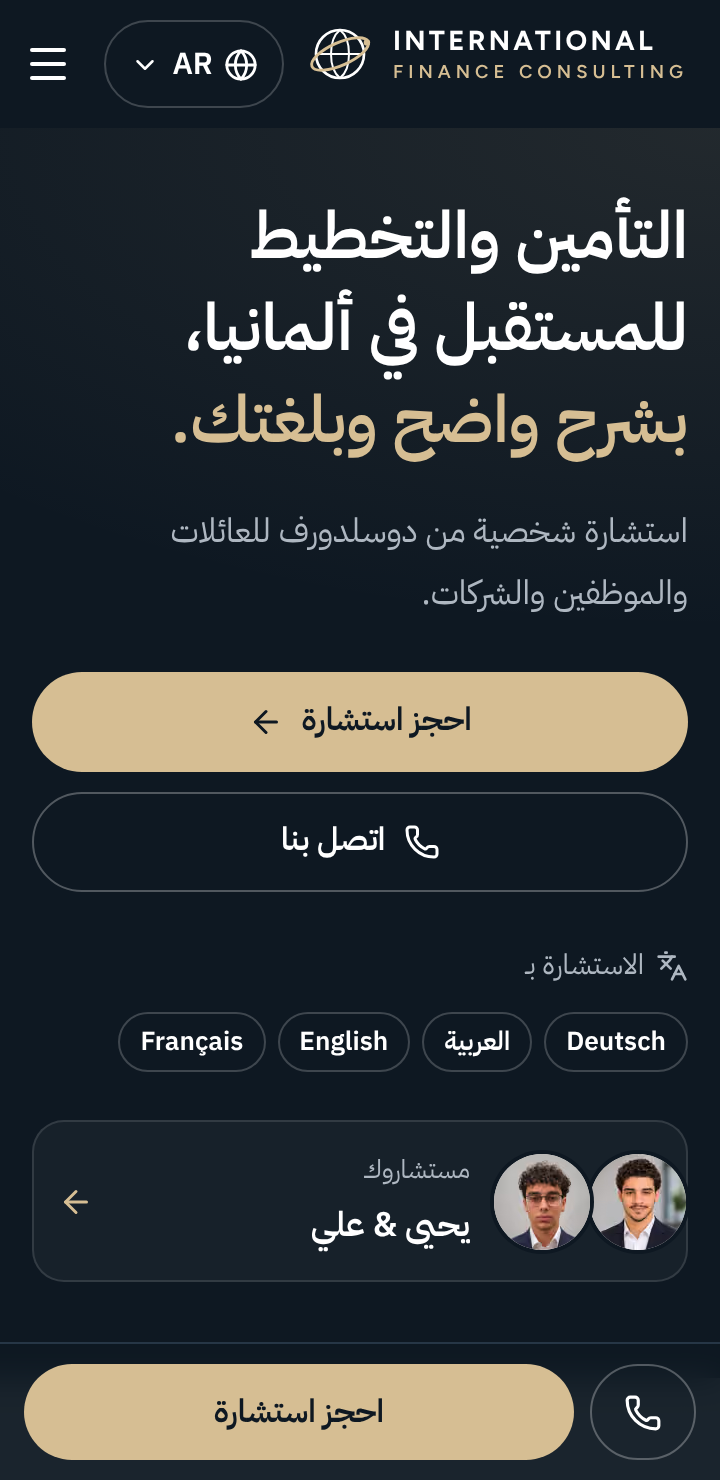 INTERNATIONAL
FINANCE CONSULTING
AR
التأمين والتخطيط
للمستقبل في ألمانيا،
بشرح واضح وبلغتك.
استشارة شخصية من دوسلدورف للعائلات
والموظفين والشركات.
احجز استشارة
اتصل بنا
الاستشارة بـ
Deutsch
العربية
English
Français
مستشاروك
يحيى & علي
احجز استشارة